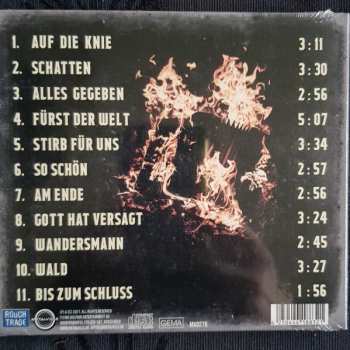 1. AUF DIE KNIE 3:11
2. SCHATTEN 3:30
3. ALLES GEGEBEN 2:56
4. FÜRST DER WELT 5:07
5. STIRB FÜR UNS 3:34
6. SO SCHÖN 2:57
7. AM ENDE 2:56
8. GOTT HAT VERSAGT 3:24
9. WANDERSMANN 2:45
10. WALD 3:27
11. BIS ZUM SCHLUSS 1:56
ROUGH
TRADE
GEMA